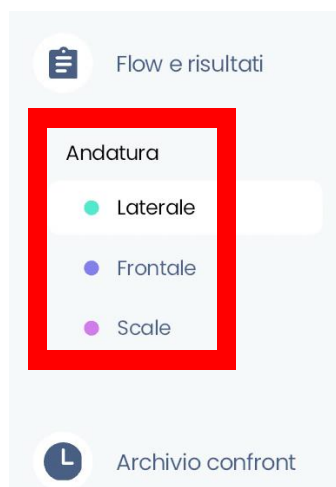 Flow e risultati
Andatura
Laterale
Frontale
Scale
Archivio confront